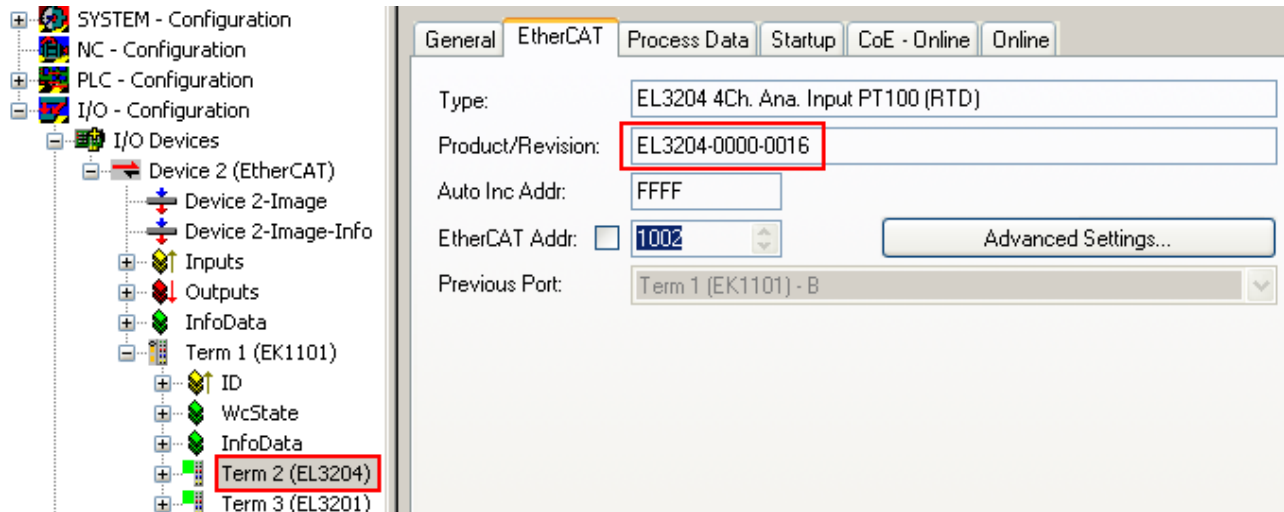 SYSTEM - Configuration
NC - Configuration
PLC - Configuration
I/O - Configuration
I/O Devices
Device 2 (EtherCAT)
Device 2-Image
Device 2-Image-Info
Inputs
Outputs
InfoData
Term 1 (EK1101)
ID
WcState
InfoData
Term 2 (EL3204)
Term 3 (EL3201)
General EtherCAT Process Data Startup CoE - Online Online
Type: EL3204 4Ch. Ana. Input PT100 (RTD)
Product/Revision: EL3204-0000-0016
Auto Inc Addr: FFFF
EtherCAT Addr: 1002 Advanced Settings...
Previous Port: Term 1 (EK1101) - B